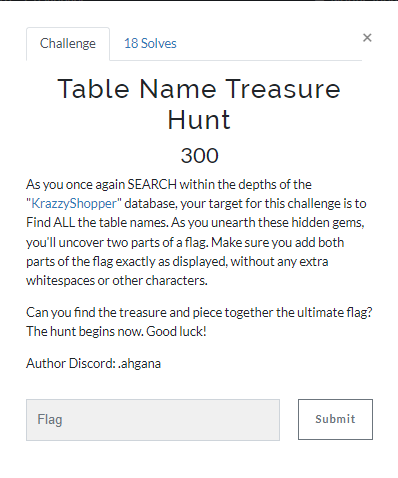 Challenge
18 Solves
×
Table Name Treasure
Hunt
300
As you once again SEARCH within the depths of the
"KrazzyShopper" database, your target for this challenge is to
Find ALL the table names. As you unearth these hidden gems,
you'll uncover two parts of a flag. Make sure you add both
parts of the flag exactly as displayed, without any extra
whitespaces or other characters.
Can you find the treasure and piece together the ultimate flag?
The hunt begins now. Good luck!
Author Discord: .ahgana
Flag
Submit